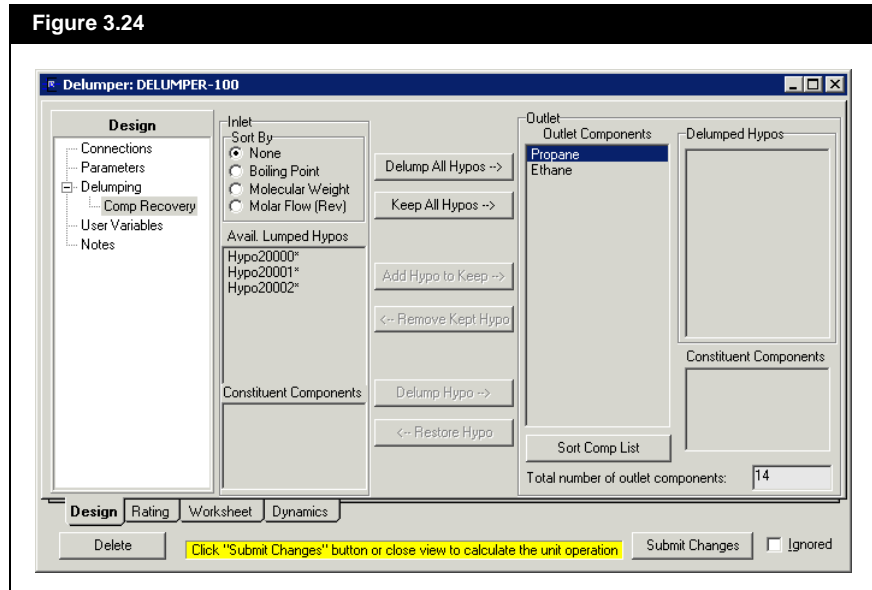 Figure 3.24
Delumper: DELUMPER-100
Design
Connections
Parameters
Delumping
Comp Recovery
User Variables
Notes
Inlet
Sort By
None
Boiling Point
Molecular Weight
Molar Flow (Rev)
Avail. Lumped Hypos
Hypo20000*
Hypo20001*
Hypo20002*
Constituent Components
Delump All Hypos -->
Keep All Hypos -->
Add Hypo to Keep -->
<-- Remove Kept Hypo
Delump Hypo -->
<-- Restore Hypo
Outlet
Outlet Components
Propane
Ethane
Sort Comp List
Delumped Hypos
Constituent Components
Total number of outlet components: 14
Design Rating Worksheet Dynamics
Delete
Click "Submit Changes" button or close view to calculate the unit operation
Submit Changes
Ignored